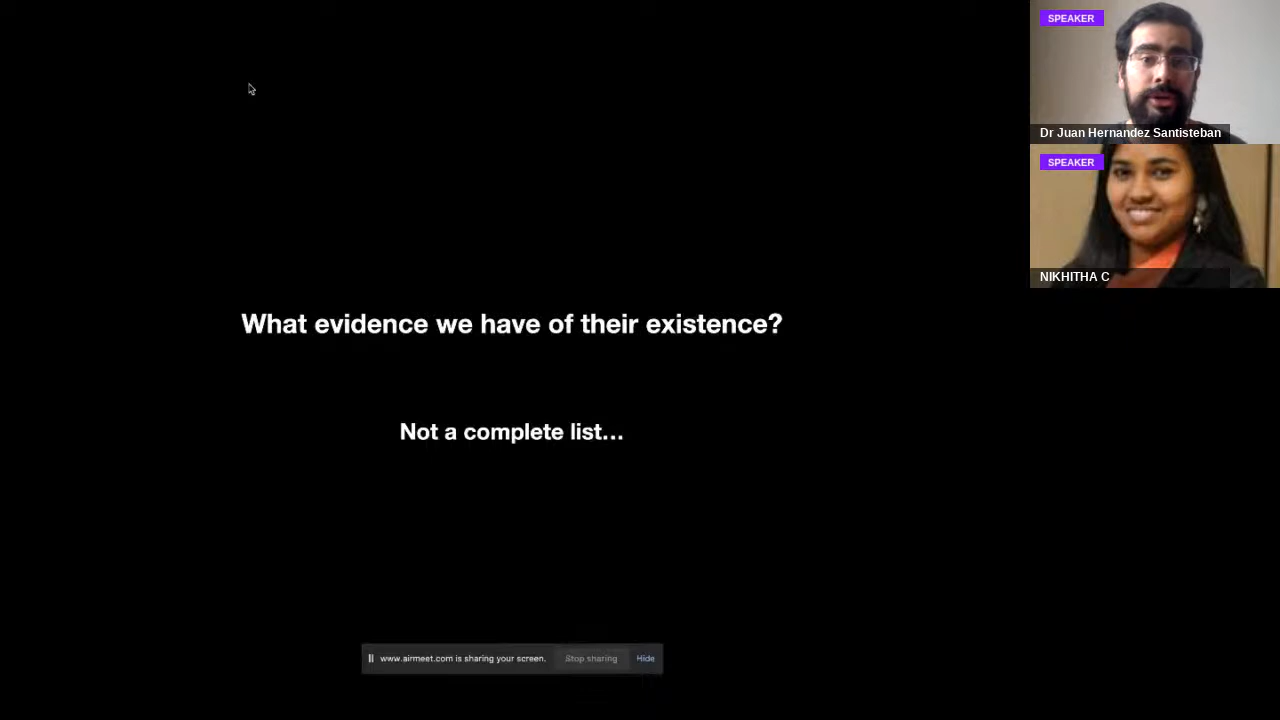 SPEAKER
Dr Juan Hernandez Santisteban
SPEAKER
NIKHITHA C
What evidence we have of their existence?
Not a complete list...
www.airmeet.com is sharing your screen. Stop sharing Hide